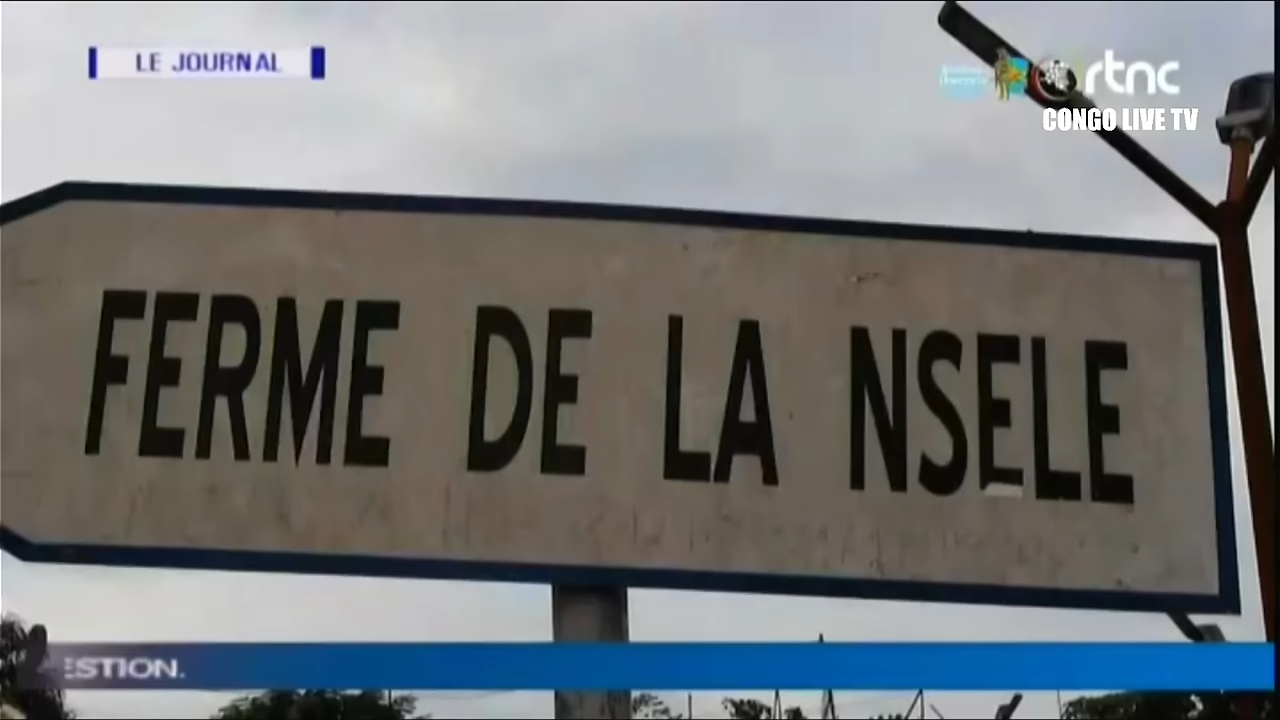 LE JOURNAL
rtnc
CONGO LIVE TV
FERME DE LA NSELE
ESTION.